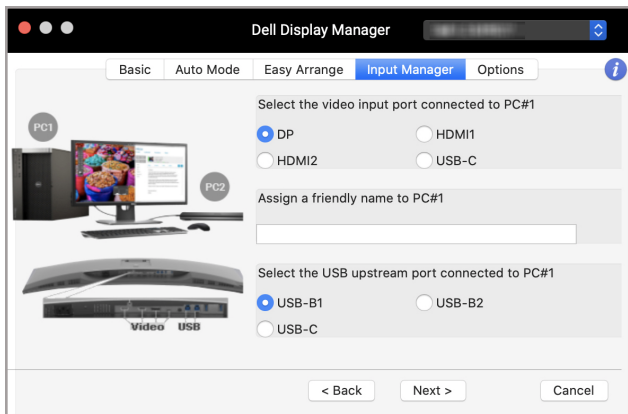 Dell Display Manager
Basic Auto Mode Easy Arrange Input Manager Options i
Select the video input port connected to PC#1
PC1
DP HDMI1
HDMI2 USB-C
PC2
Assign a friendly name to PC#1
Select the USB upstream port connected to PC#1
USB-B1 USB-B2
Video USB
USB-C
< Back Next > Cancel